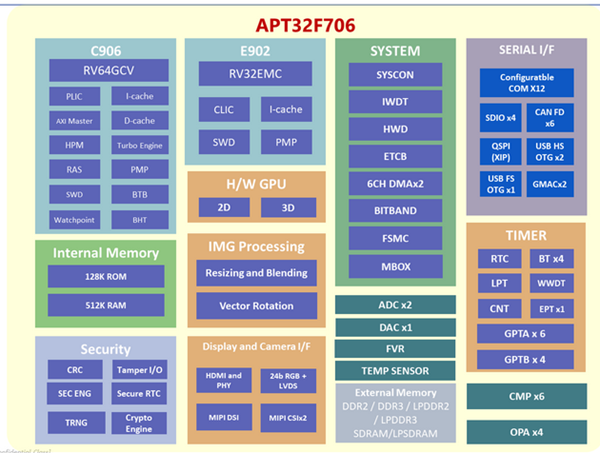 APT32F706
C906
RV64GCV
PLIC
I-cache
AXI Master
D-cache
HPM
Turbo Engine
RAS
PMP
SWD
BTB
Watchpoint
BHT
E902
RV32EMC
CLIC
I-cache
SWD
PMP
H/W GPU
2D
3D
IMG Processing
Resizing and Blending
Vector Rotation
SYSTEM
SYSCON
IWDT
HWD
ETCB
6CH DMAx2
BITBAND
FSMC
MBOX
SERIAL I/F
Configuratble
COM X12
SDIO x4
CAN FD
x6
QSPI
(XIP)
USB HS
OTG x2
USB FS
OTG x1
GMACx2
Internal Memory
128K ROM
512K RAM
TIMER
RTC
BT x4
LPT
WWDT
CNT
EPT x1
GPTA x 6
GPTB x 4
Security
CRC
Tamper I/O
SEC ENG
Secure RTC
TRNG
Crypto
Engine
Display and Camera I/F
HDMI and
PHY
24b RGB +
LVDS
MIPI DSI
MIPI CSIx2
ADC x2
DAC x1
FVR
TEMP SENSOR
External Memory
DDR2 / DDR3 / LPDDR2
/ LPDDR3
SDRAM/LPSDRAM
CMP x6
OPA x4